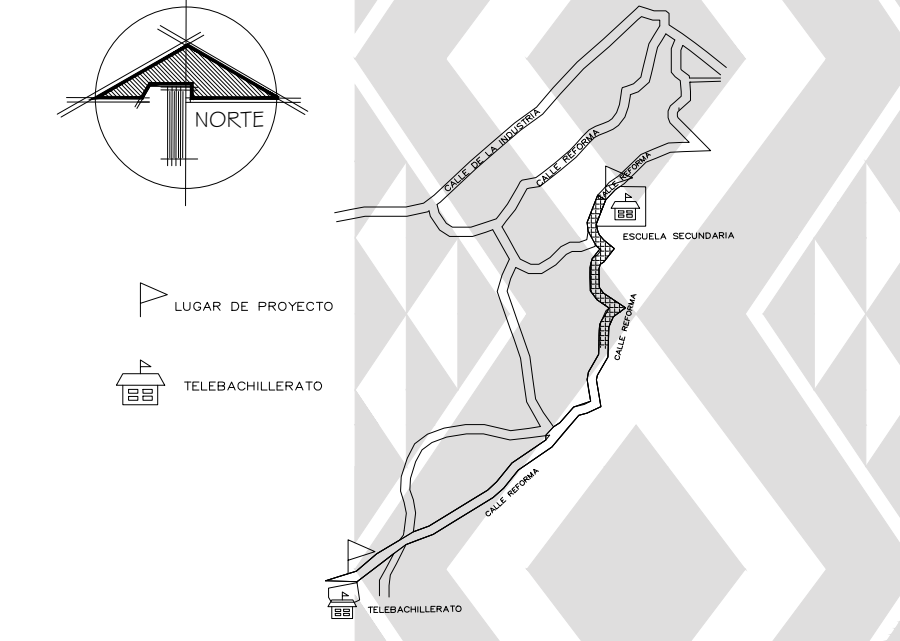 NORTE
CALLE DE LA INDUSTRIA
CALLE REFORMA
CALLE REFORMA
ESCUELA SECUNDARIA
LUGAR DE PROYECTO
CALLE REFORMA
TELEBACHILLERATO
CALLE REFORMA
TELEBACHILLERATO